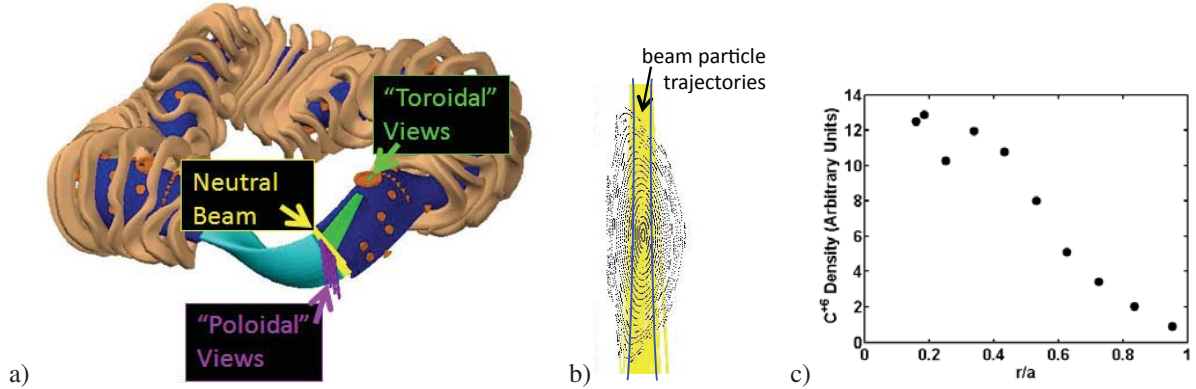 “Toroidal”
Views
Neutral
Beam
“Poloidal”
Views
a)
beam particle
trajectories
b)
14
12
10
8
6
4
2
0
C+6 Density (Arbitrary Units)
0
0.2
0.4
0.6
0.8
1
r/a
c)